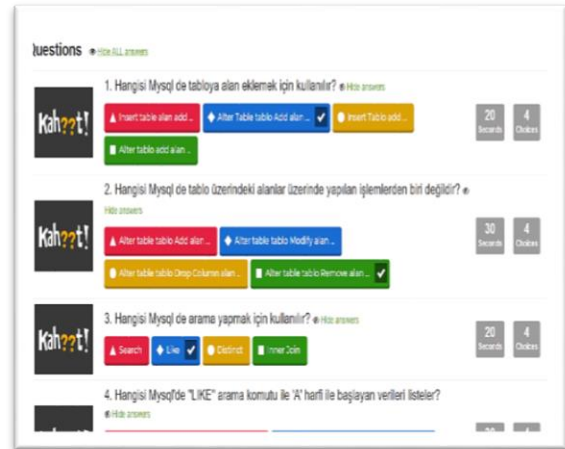 Questions Hide ALL answers
1. Hangisi Mysql de tabloya alan eklemek için kullanılır? Hide answers
Kah??t!
Insert table alan add ...
Alter Table tablo Add alan ...
Insert Tablo add ...
20
Seconds
4
Choices
Alter tablo add alan ...
2. Hangisi Mysql de tablo üzerindeki alanlar üzerinde yapılan işlemlerden biri değildir?
Hide answers
Kah??t!
Alter table tablo Add alan ...
Alter table tablo Modify alan ...
30
Seconds
4
Choices
Alter table tablo Drop Column alan ...
Alter table tablo Remove alan ...
3. Hangisi Mysql de arama yapmak için kullanılır? Hide answers
Kah??t!
Search
Like
Distinct
Inner Join
20
Seconds
4
Choices
4. Hangisi Mysql'de "LIKE" arama komutu ile 'A' harfi ile başlayan verileri listeler?
Hide answers